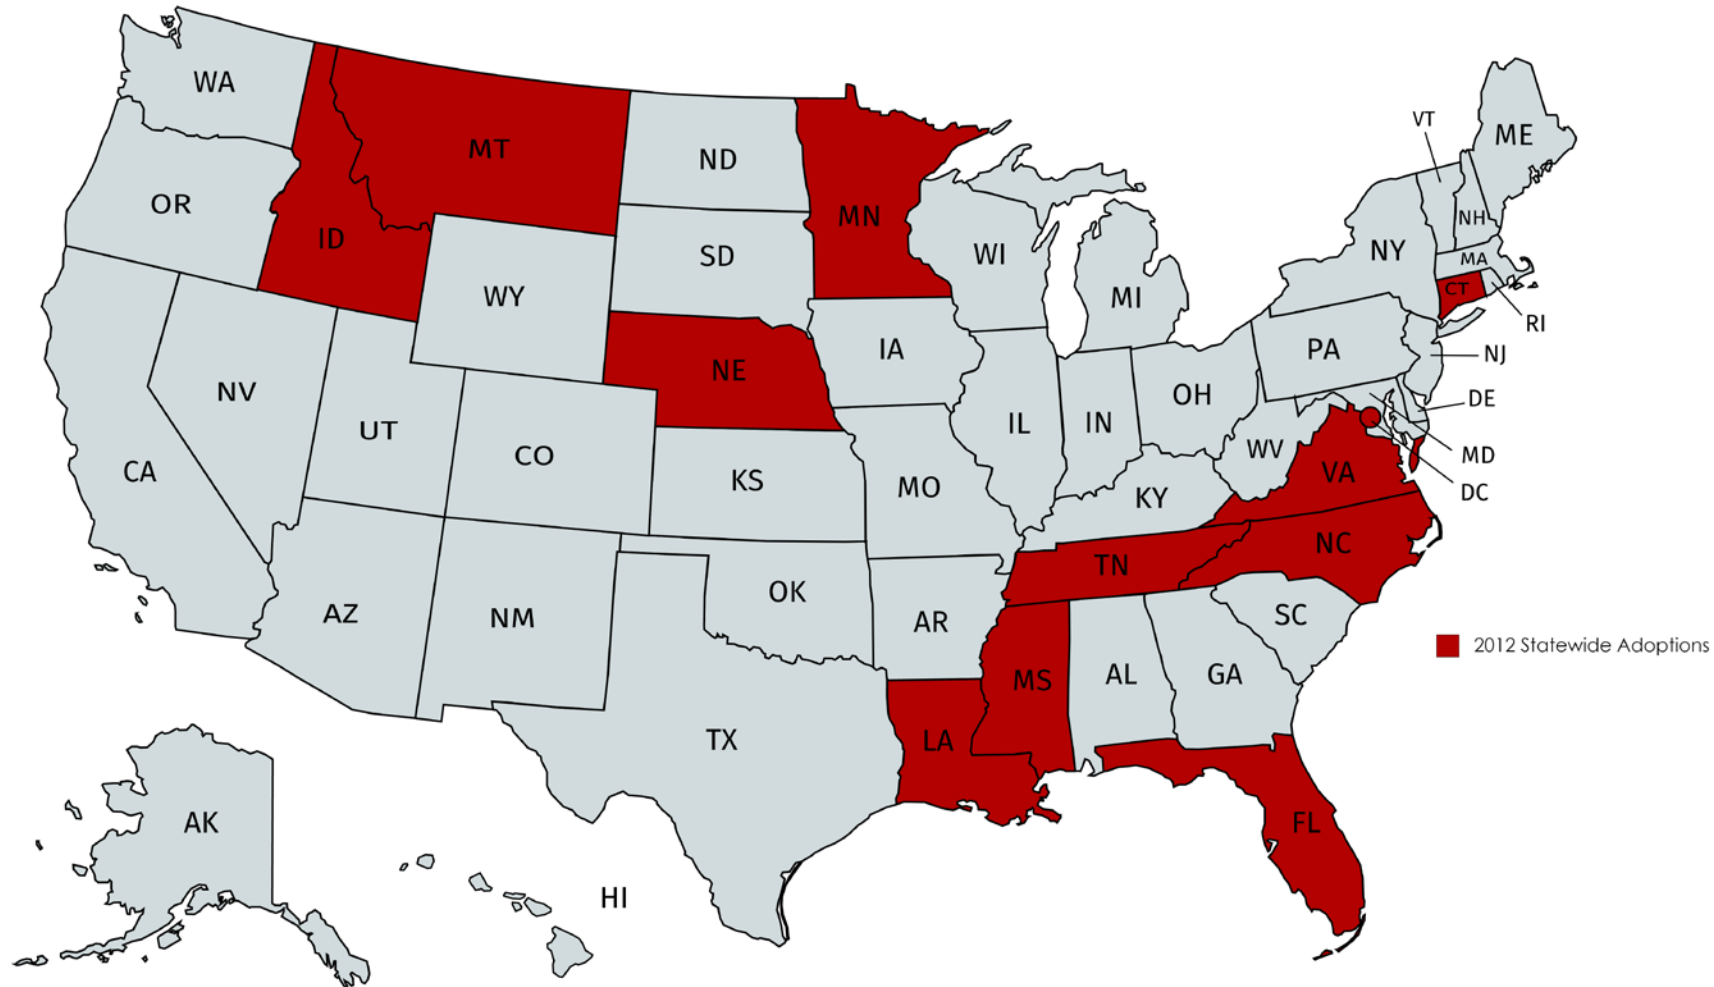 WA
MT
ND
MN
VT
ME
OR
ID
SD
WI
NH
NY
MA
WY
MI
CT
RI
NE
IA
PA
NJ
NV
UT
CO
IL
IN
OH
DE
CA
KS
MO
WV
MD
VA
DC
KY
NC
TN
AZ
NM
OK
AR
SC
2012 Statewide Adoptions
MS
AL
GA
TX
LA
AK
FL
HI